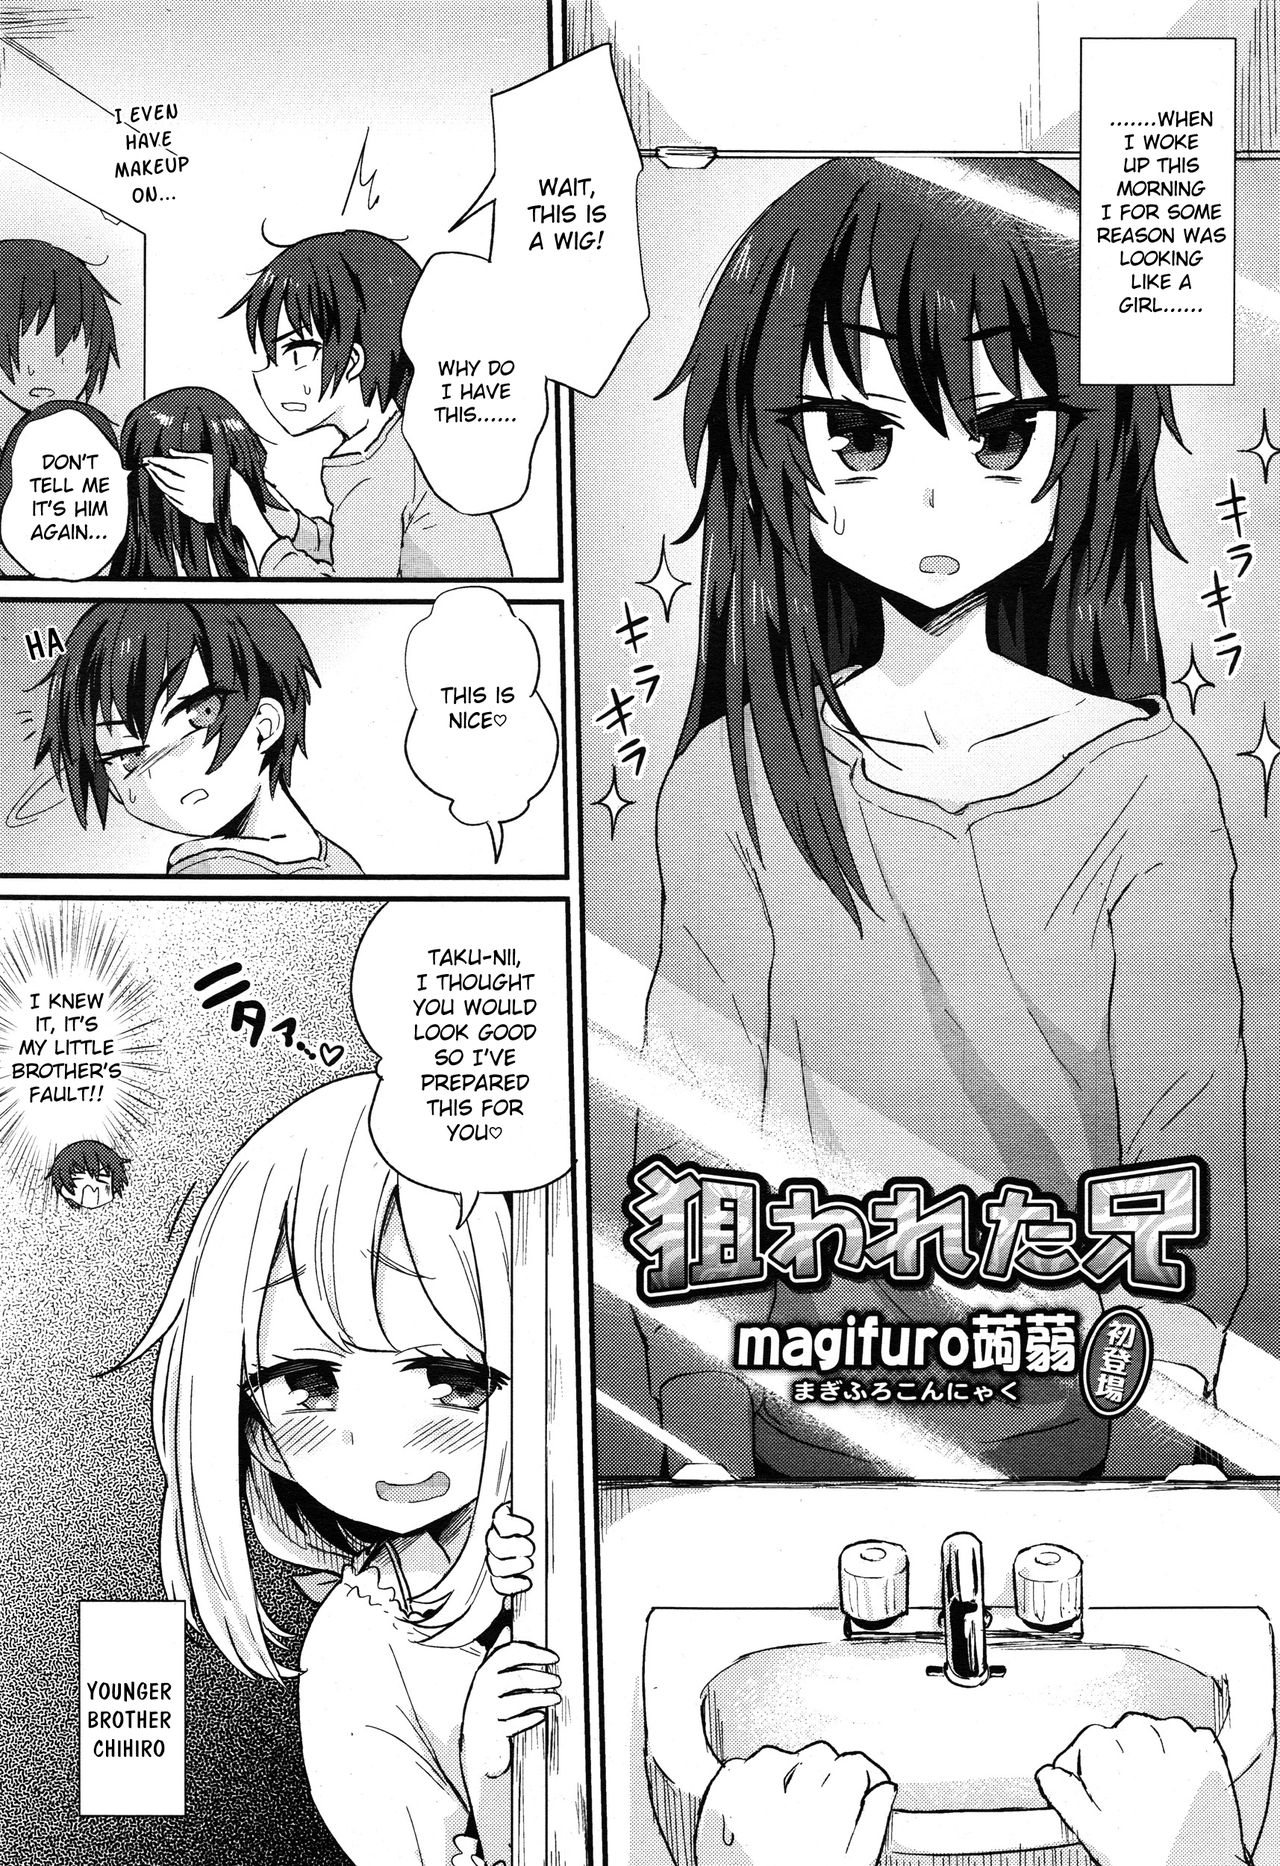 .......WHEN
I WOKE
UP THIS
MORNING
I FOR SOME
REASON WAS
LOOKING
LIKE A
GIRL......
キラ
キラ
キラ
キラ
WAIT,
THIS IS
A WIG!
WHY DO
I HAVE
THIS......
I EVEN
HAVE
MAKEUP
ON...
DON'T
TELL ME
IT'S HIM
AGAIN...
THIS IS
NICE♡
HA
TAKU-NII,
I THOUGHT
YOU WOULD
LOOK GOOD
SO I'VE
PREPARED
THIS FOR
YOU♡
ニタァ...♡
I KNEW
IT, IT'S
MY LITTLE
BROTHER'S
FAULT!!
YOUNGER
BROTHER
CHIHIRO
狙われた兄
magifuro蒟蒻
まぎふろこんにゃく
初登場